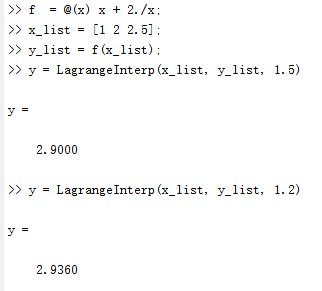 >> f  = @(x) x + 2./x;
>> x_list = [1 2 2.5];
>> y_list = f(x_list);
>> y = LagrangeInterp(x_list, y_list, 1.5)
y =
2.9000
>> y = LagrangeInterp(x_list, y_list, 1.2)
y =
2.9360